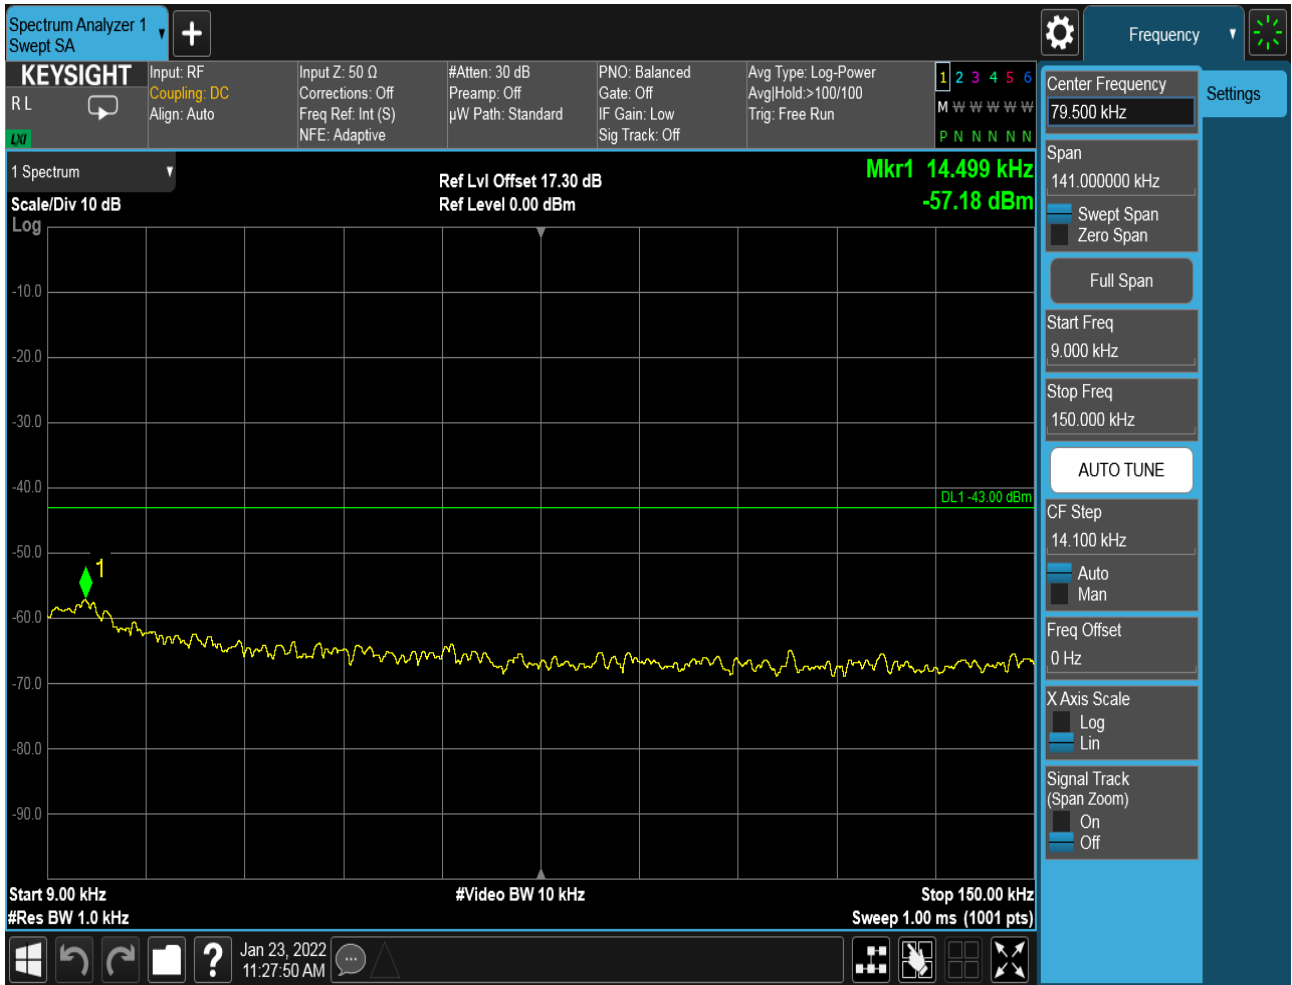 Spectrum Analyzer 1
Swept SA
Frequency
KEYSIGHT
R L
LXI
Input: RF
Coupling: DC
Align: Auto
Input Z: 50 Ω
Corrections: Off
Freq Ref: Int (S)
NFE: Adaptive
#Atten: 30 dB
Preamp: Off
µW Path: Standard
PNO: Balanced
Gate: Off
IF Gain: Low
Sig Track: Off
Avg Type: Log-Power
Avg|Hold:>100/100
Trig: Free Run
1 2 3 4 5 6
M W W W W W
P N N N N N
1 Spectrum
Scale/Div 10 dB
Log
Ref Lvl Offset 17.30 dB
Ref Level 0.00 dBm
Mkr1 14.499 kHz
-57.18 dBm
-10.0
-20.0
-30.0
-40.0
DL1 -43.00 dBm
-50.0
1
-60.0
-70.0
-80.0
-90.0
Start 9.00 kHz
#Res BW 1.0 kHz
#Video BW 10 kHz
Stop 150.00 kHz
Sweep 1.00 ms (1001 pts)
Center Frequency
79.500 kHz
Settings
Span
141.000000 kHz
Swept Span
Zero Span
Full Span
Start Freq
9.000 kHz
Stop Freq
150.000 kHz
AUTO TUNE
CF Step
14.100 kHz
Auto
Man
Freq Offset
0 Hz
X Axis Scale
Log
Lin
Signal Track
(Span Zoom)
On
Off
?
Jan 23, 2022
11:27:50 AM